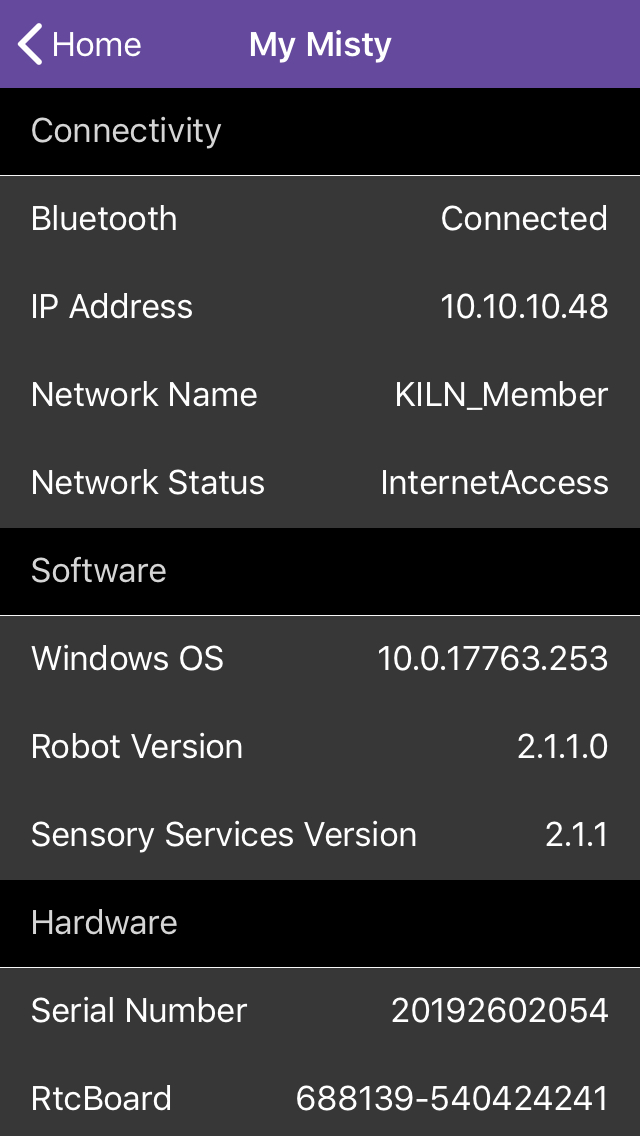 Home My Misty
Connectivity
Bluetooth Connected
IP Address 10.10.10.48
Network Name KILN_Member
Network Status InternetAccess
Software
Windows OS 10.0.17763.253
Robot Version 2.1.1.0
Sensory Services Version 2.1.1
Hardware
Serial Number 20192602054
RtcBoard 688139-540424241